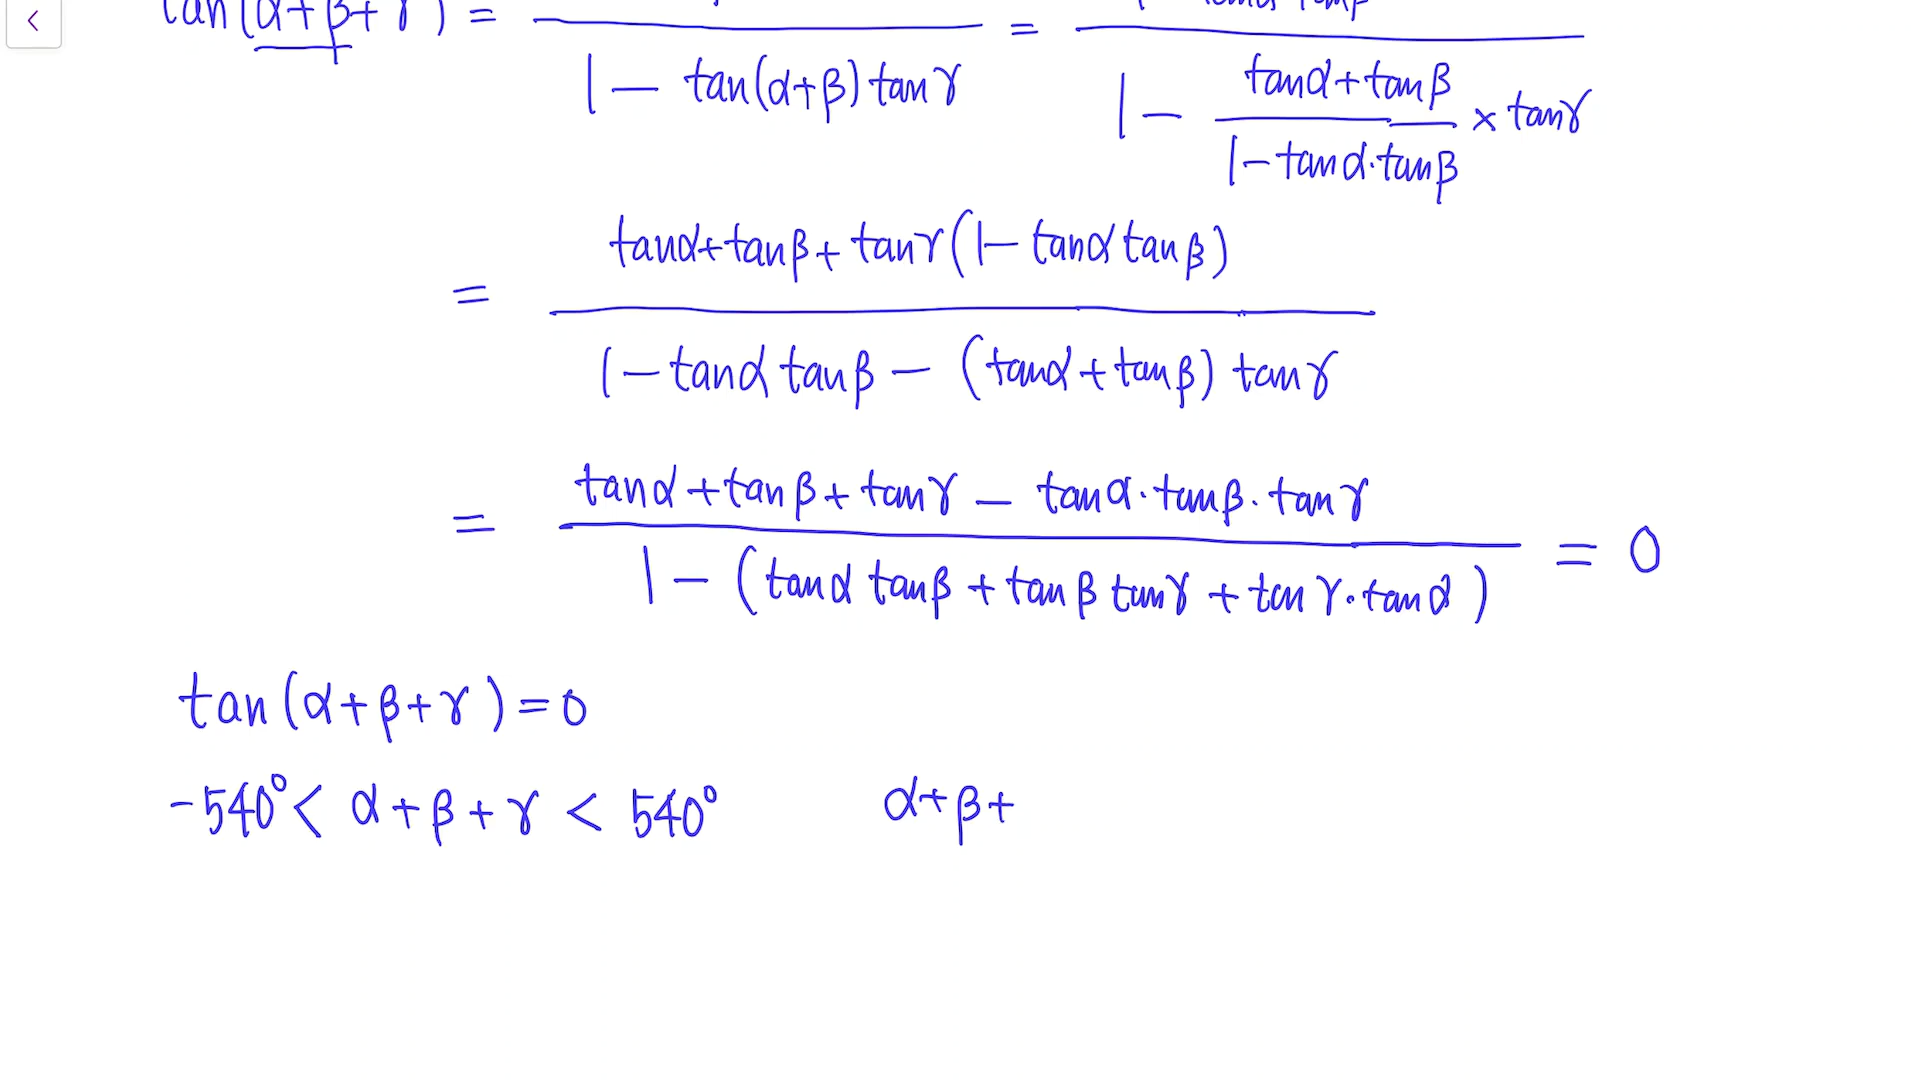 tan(α+β+γ) = ——— = ———
1 − tan(α+β) tanγ    1 − (tanα+tanβ)/(1−tanα·tanβ) × tanγ
= tanα+tanβ+tanγ(1−tanα tanβ)
1−tanα tanβ − (tanα+tanβ) tanγ
= tanα+tanβ+tanγ − tanα·tanβ·tanγ
1 − (tanα tanβ + tanβ tanγ + tanγ·tanα) = 0
tan(α+β+γ)=0
-540°< α+β+γ < 540°    α+β+